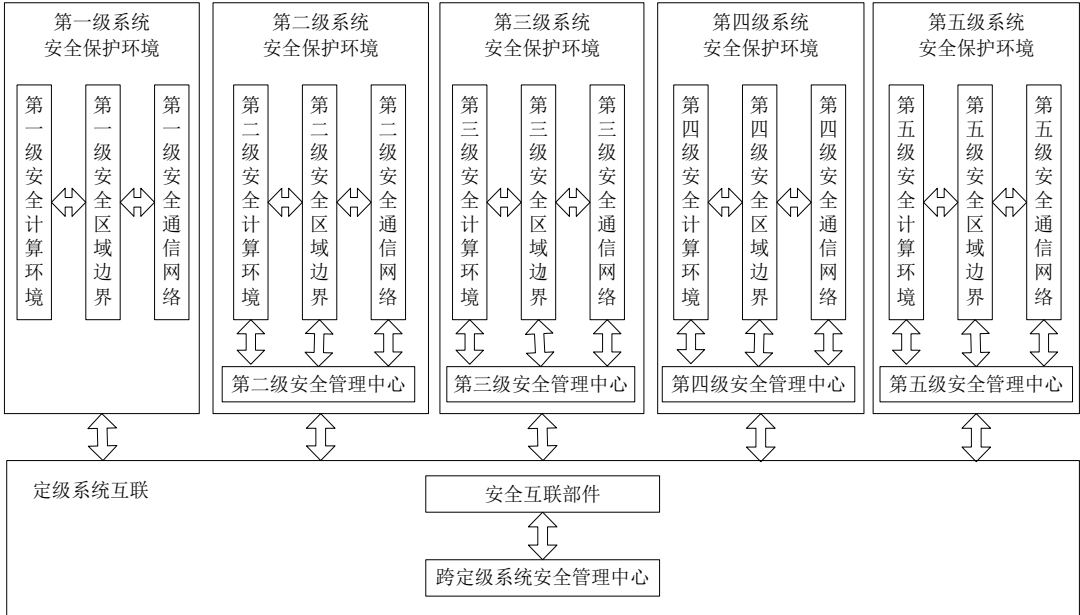 第一级系统
安全保护环境
第一级安全计算环境
第一级安全区域边界
第一级安全通信网络
第二级系统
安全保护环境
第二级安全计算环境
第二级安全区域边界
第二级安全通信网络
第二级安全管理中心
第三级系统
安全保护环境
第三级安全计算环境
第三级安全区域边界
第三级安全通信网络
第三级安全管理中心
第四级系统
安全保护环境
第四级安全计算环境
第四级安全区域边界
第四级安全通信网络
第四级安全管理中心
第五级系统
安全保护环境
第五级安全计算环境
第五级安全区域边界
第五级安全通信网络
第五级安全管理中心
定级系统互联
安全互联部件
跨定级系统安全管理中心